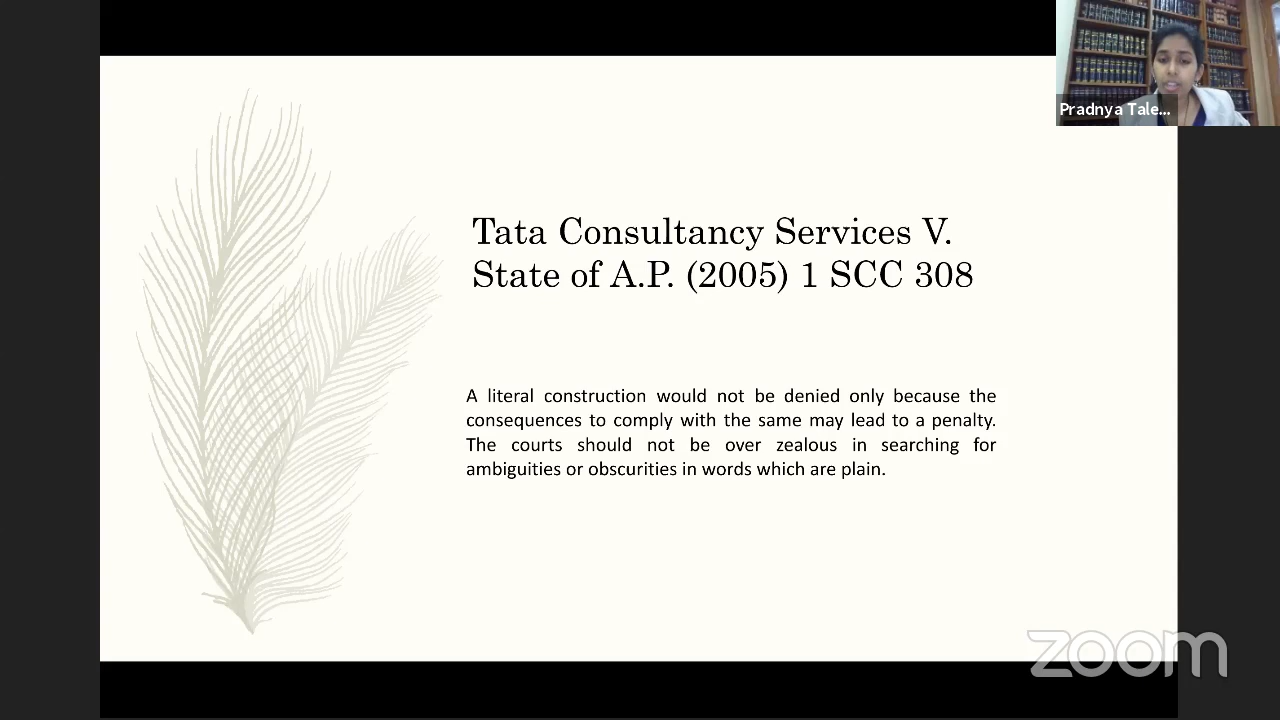 Pradnya Tale...
Tata Consultancy Services V.
State of A.P. (2005) 1 SCC 308
A literal construction would not be denied only because the
consequences to comply with the same may lead to a penalty.
The courts should not be over zealous in searching for
ambiguities or obscurities in words which are plain.
zoom